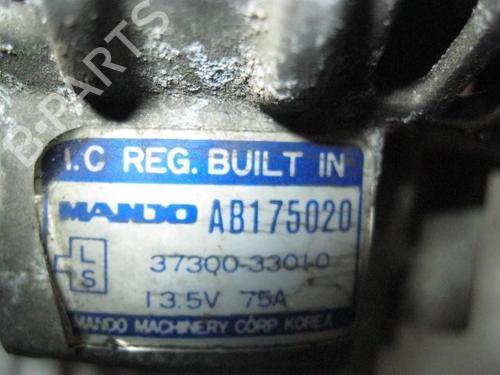 B-PARTS
I.C REG. BUILT IN
MANDO AB175020
L
S
37300-33010
13.5V 75A
MANDO MACHINERY CORP KOREA